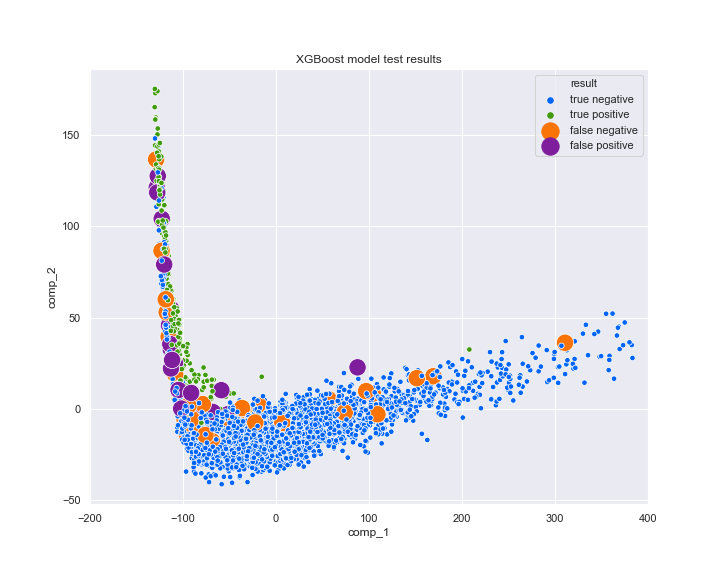 XGBoost model test results
result
true negative
true positive
false negative
false positive
150
100
50
0
−50
comp_2
−200
−100
0
100
200
300
400
comp_1